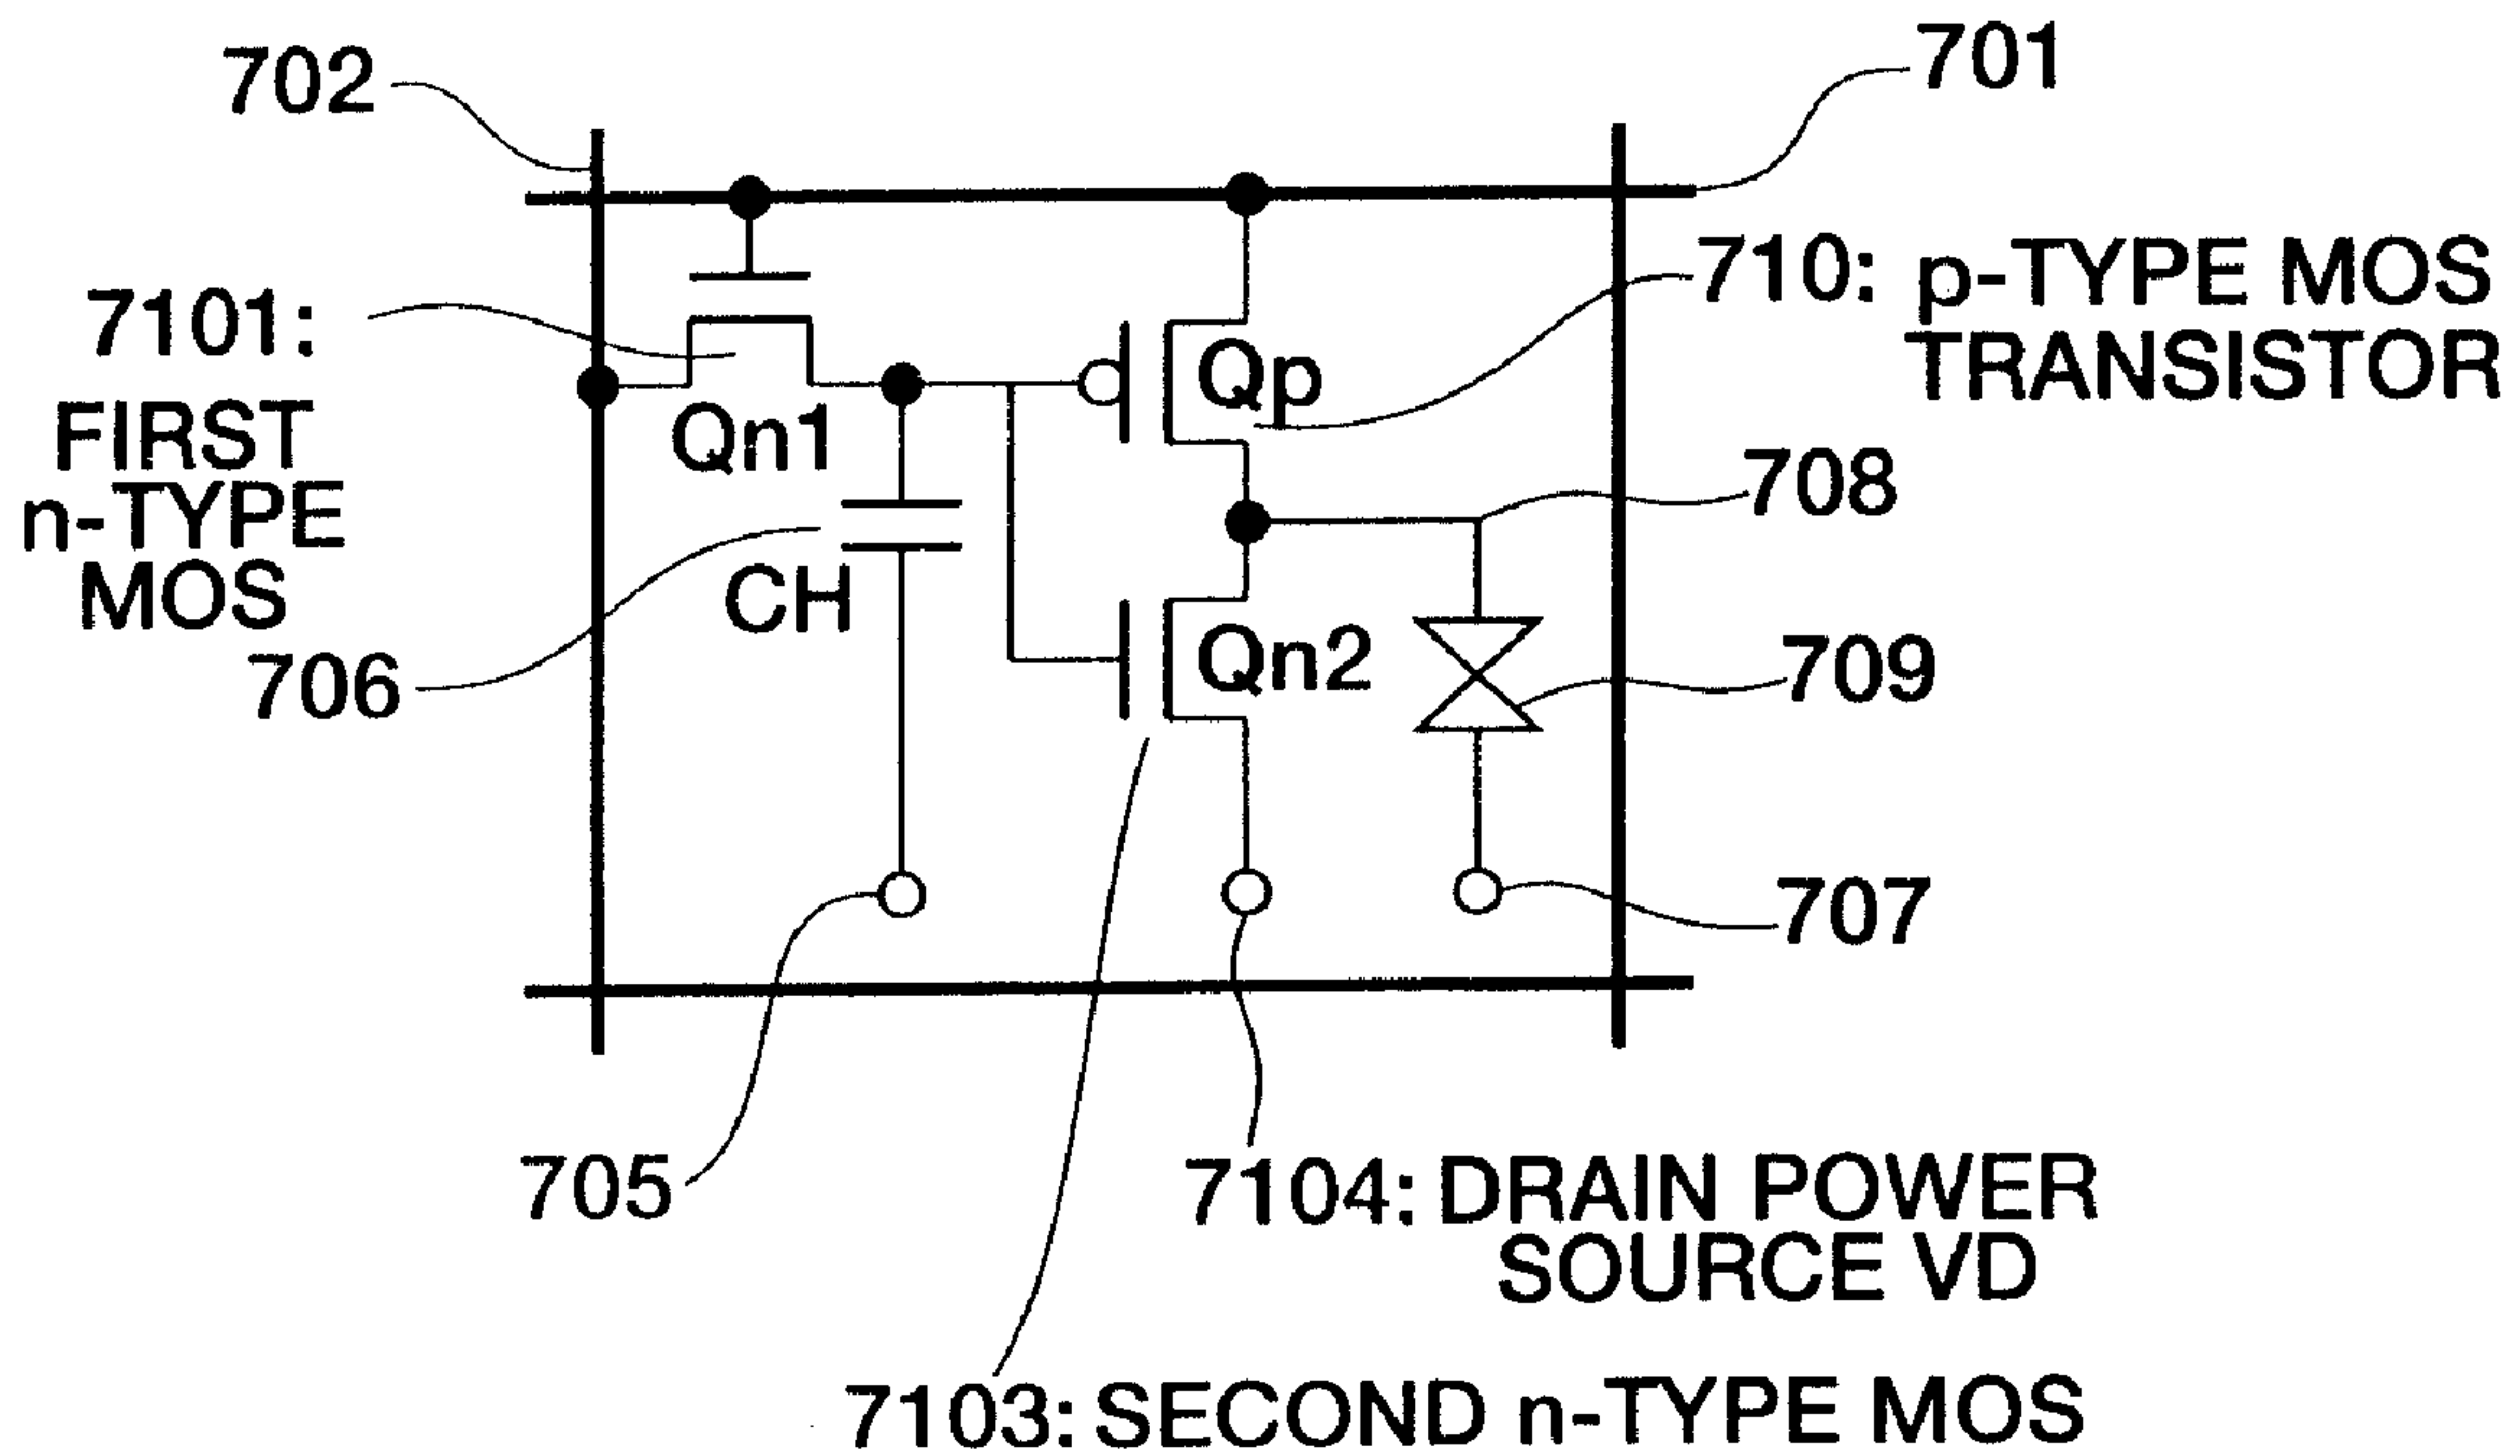 702
701
7101:
FIRST
n-TYPE
MOS
710: p-TYPE MOS
TRANSISTOR
Qp
Qn1
708
CH
Qn2
709
706
707
705
7104: DRAIN POWER
SOURCE VD
7103: SECOND n-TYPE MOS